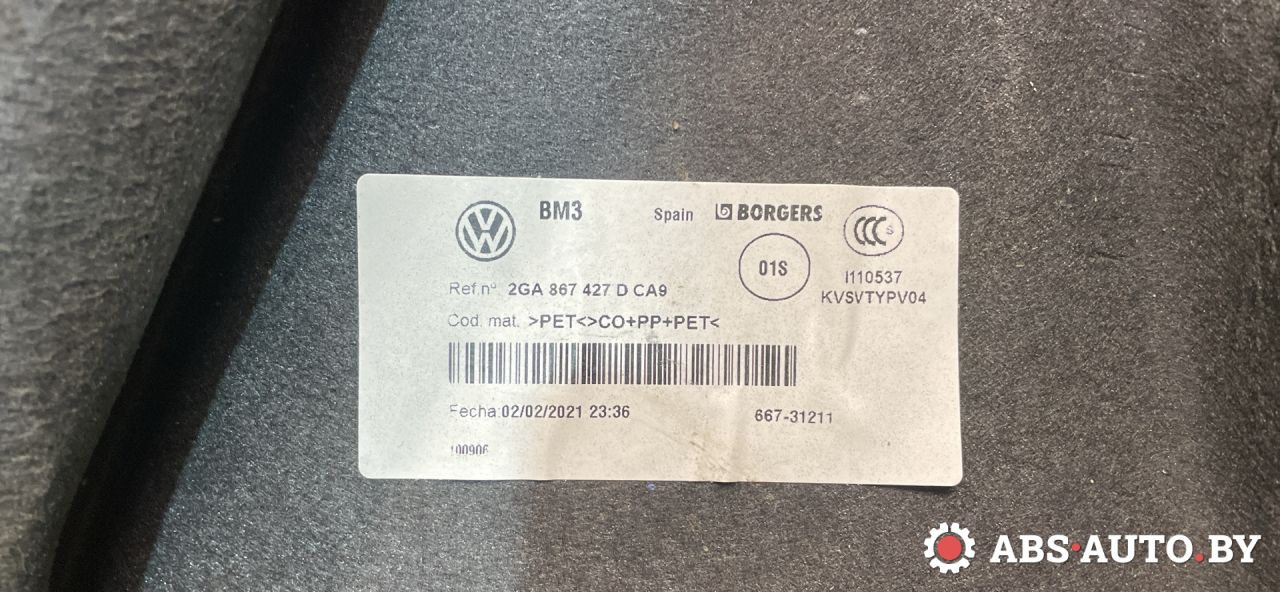 BM3 Spain BORGERS
01S
I110537
KVSVTYPV04
Ref.nº 2GA 867 427 D CA9
Cod. mat. >PET<>CO+PP+PET<
Fecha:02/02/2021 23:36 667-31211
100906
ABS·AUTO.BY